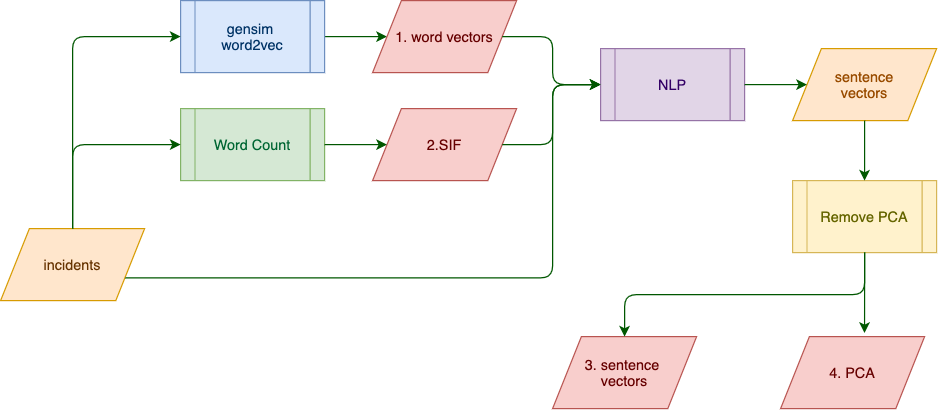 gensim
word2vec
1. word vectors
NLP
sentence
vectors
Word Count
2.SIF
Remove PCA
incidents
3. sentence
vectors
4. PCA